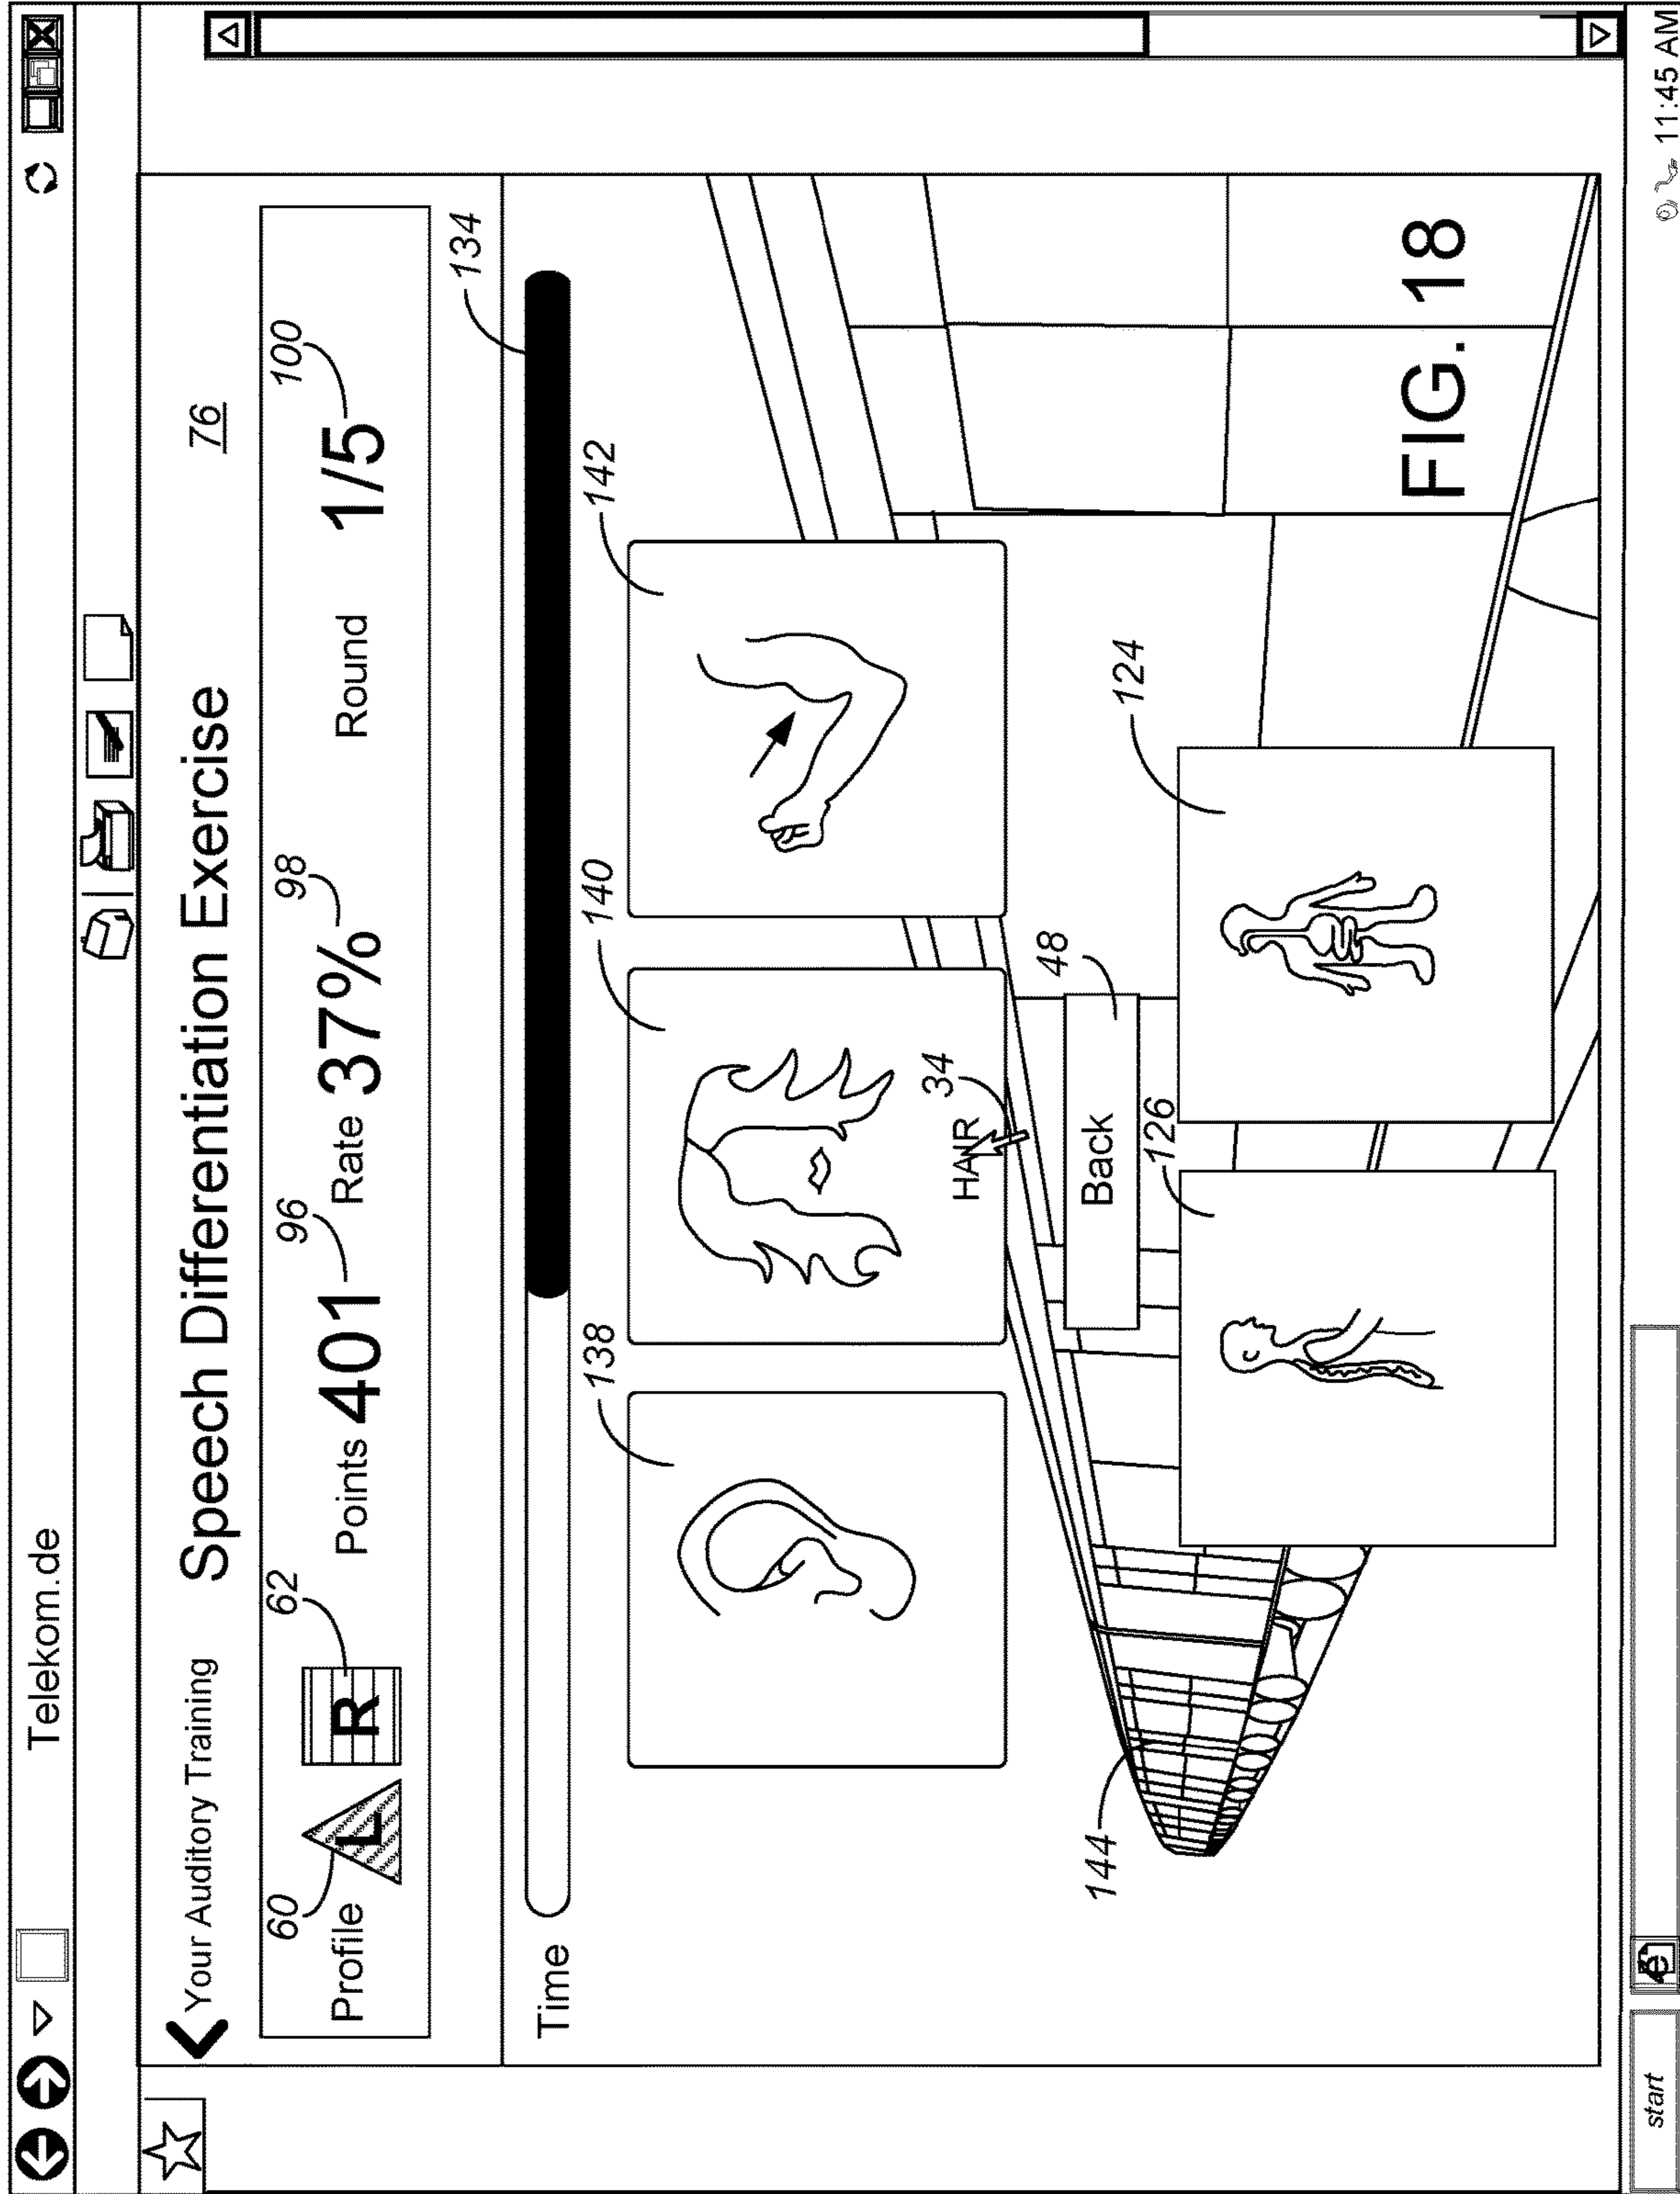 Telekom.de
Your Auditory Training Speech Differentiation Exercise 76
60 62 96 98 100
Profile L R Points 401 Rate 37% Round 1/5
134
Time
138 140 142
HAIR 34
Back 48
144 126 124
FIG. 18
start e 11:45 AM